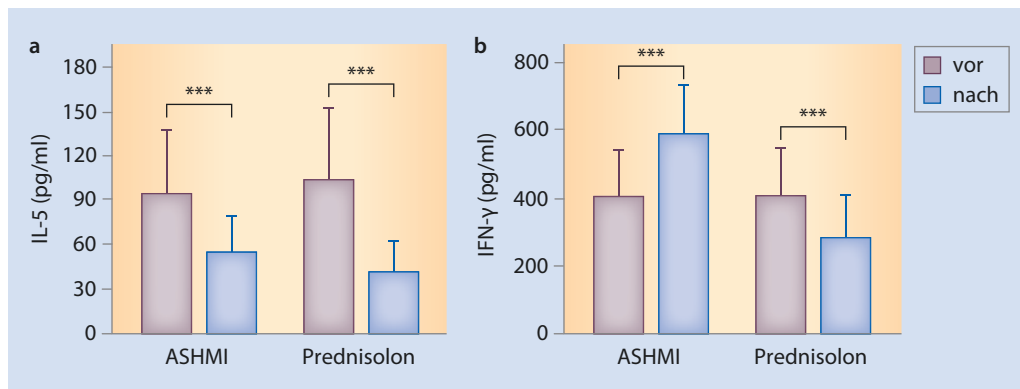 a
IL-5 (pg/ml)
180
150
120
90
60
30
0
***
***
ASHMI
Prednisolon
b
IFN-γ (pg/ml)
800
600
400
200
0
***
***
ASHMI
Prednisolon
vor
nach